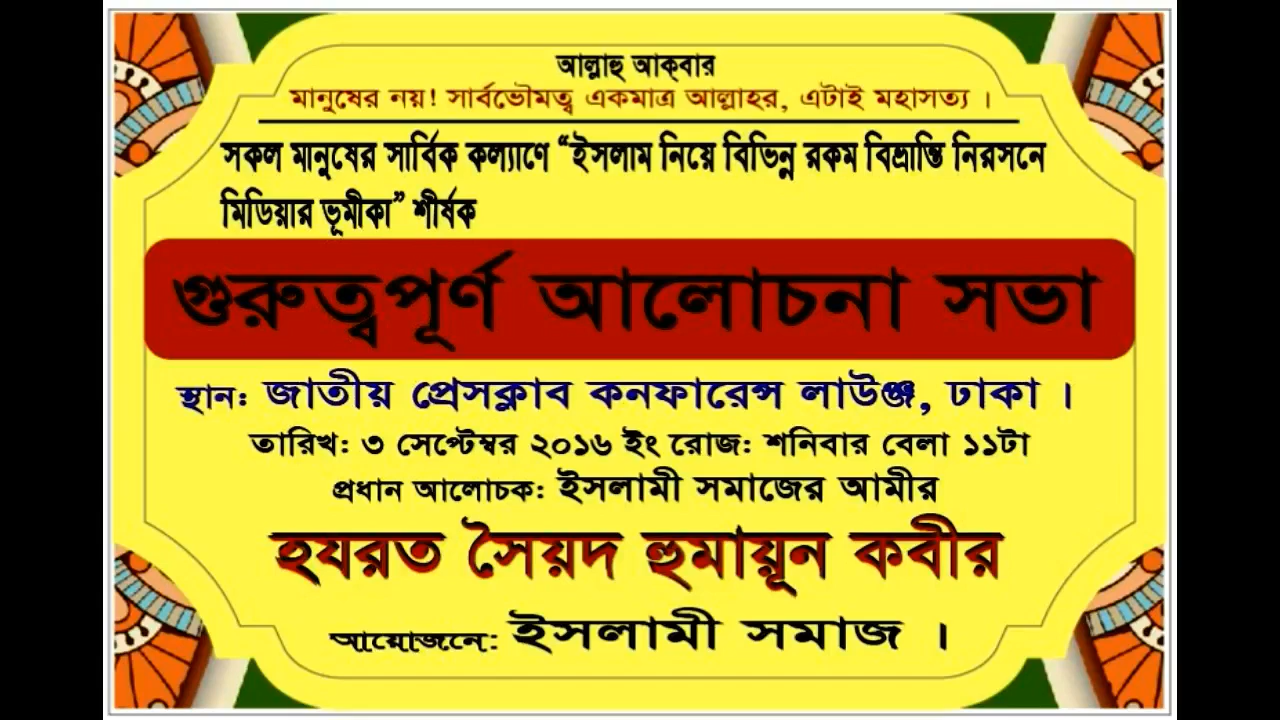 আল্লাহু আক্‌বার
মানুষের নয়! সার্বভৌমত্ব একমাত্র আল্লাহর, এটাই মহাসত্য ।
সকল মানুষের সার্বিক কল্যাণে “ইসলাম নিয়ে বিভিন্ন রকম বিভ্রান্তি নিরসনে
মিডিয়ার ভূমীকা” শীর্ষক
গুরুত্বপূর্ণ আলোচনা সভা
স্থান: জাতীয় প্রেসক্লাব কনফারেন্স লাউঞ্জ, ঢাকা ।
তারিখ: ৩ সেপ্টেম্বর ২০১৬ ইং রোজ: শনিবার বেলা ১১টা
প্রধান আলোচক: ইসলামী সমাজের আমীর
হযরত সৈয়দ হুমায়ূন কবীর
আয়োজনে: ইসলামী সমাজ ।